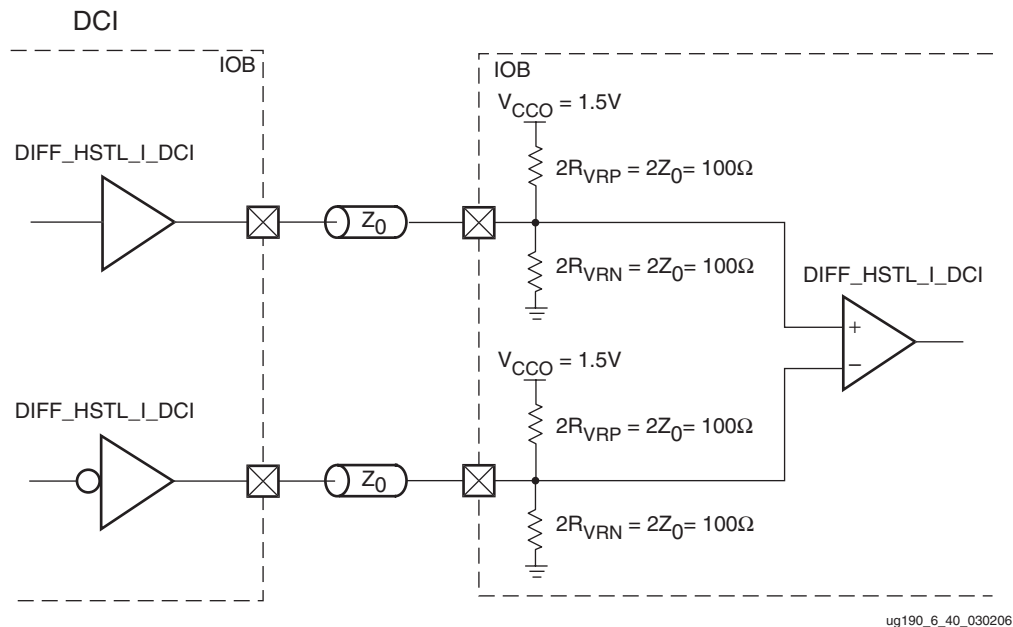 DCI
IOB
IOB
V_CCO = 1.5V
DIFF_HSTL_I_DCI
2R_VRP = 2Z_0= 100Ω
Z_0
2R_VRN = 2Z_0= 100Ω
DIFF_HSTL_I_DCI
+
V_CCO = 1.5V
−
DIFF_HSTL_I_DCI
2R_VRP = 2Z_0= 100Ω
Z_0
2R_VRN = 2Z_0= 100Ω
ug190_6_40_030206